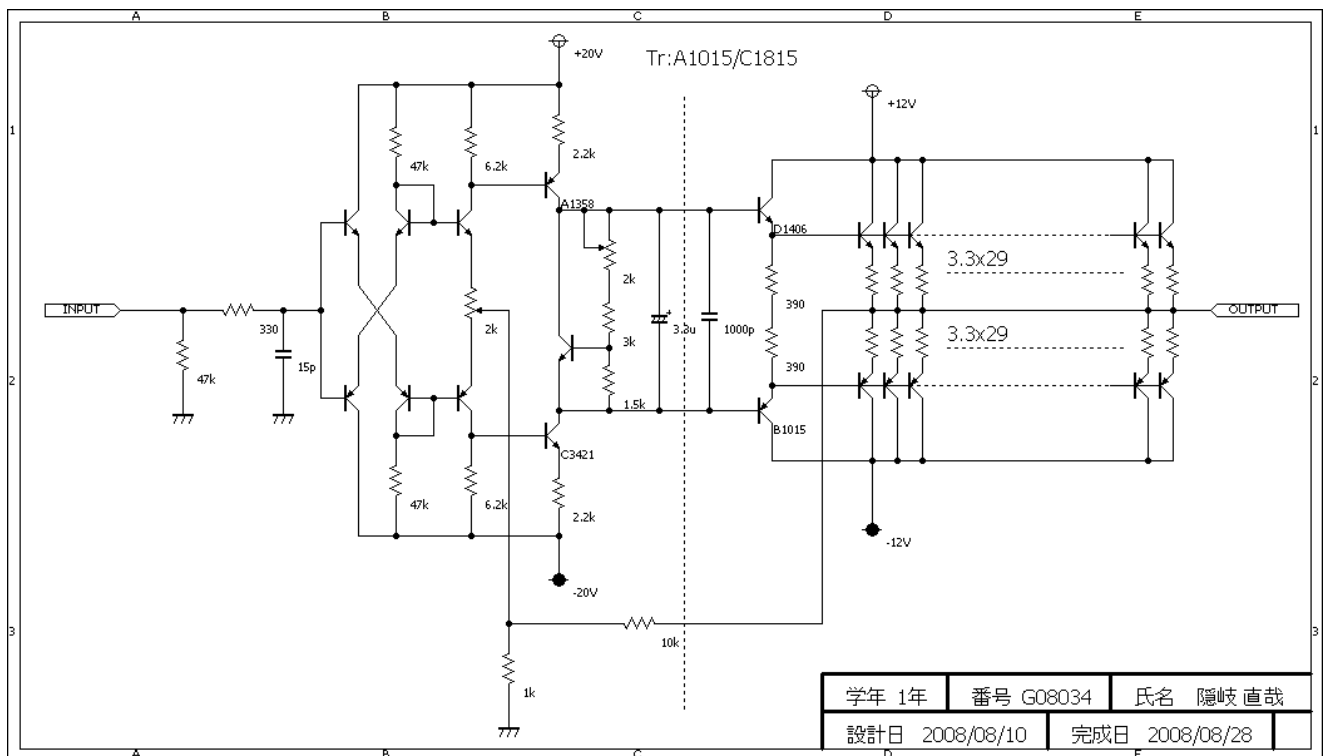 A B C D E
+20V
Tr:A1015/C1815
+12V
1 1
47k 6.2k 2.2k
A1358
D1406
3.3x29
2k
INPUT
330
2k
390
OUTPUT
3.3u 1000p
3k
3.3x29
15p
47k
390
2 2
1.5k
B1015
C3421
47k 6.2k
2.2k
-12V
-20V
3 3
10k
1k
学年 1年 番号 G08034 氏名 隠岐 直哉
設計日 2008/08/10 完成日 2008/08/28
A B C D E